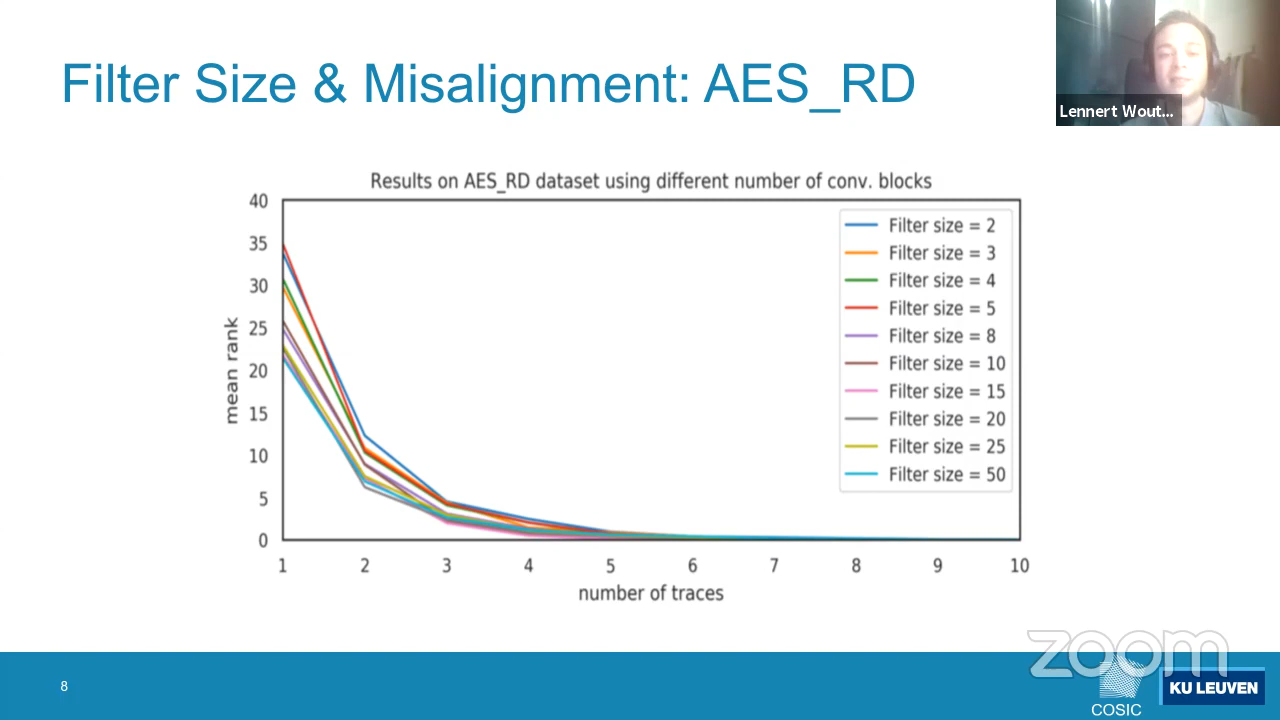 Filter Size & Misalignment: AES_RD
Lennert Wout...
Results on AES_RD dataset using different number of conv. blocks
40
35
30
25
20
15
10
5
0
mean rank
Filter size = 2
Filter size = 3
Filter size = 4
Filter size = 5
Filter size = 8
Filter size = 10
Filter size = 15
Filter size = 20
Filter size = 25
Filter size = 50
1 2 3 4 5 6 7 8 9 10
number of traces
zoom
8
COSIC
KU LEUVEN